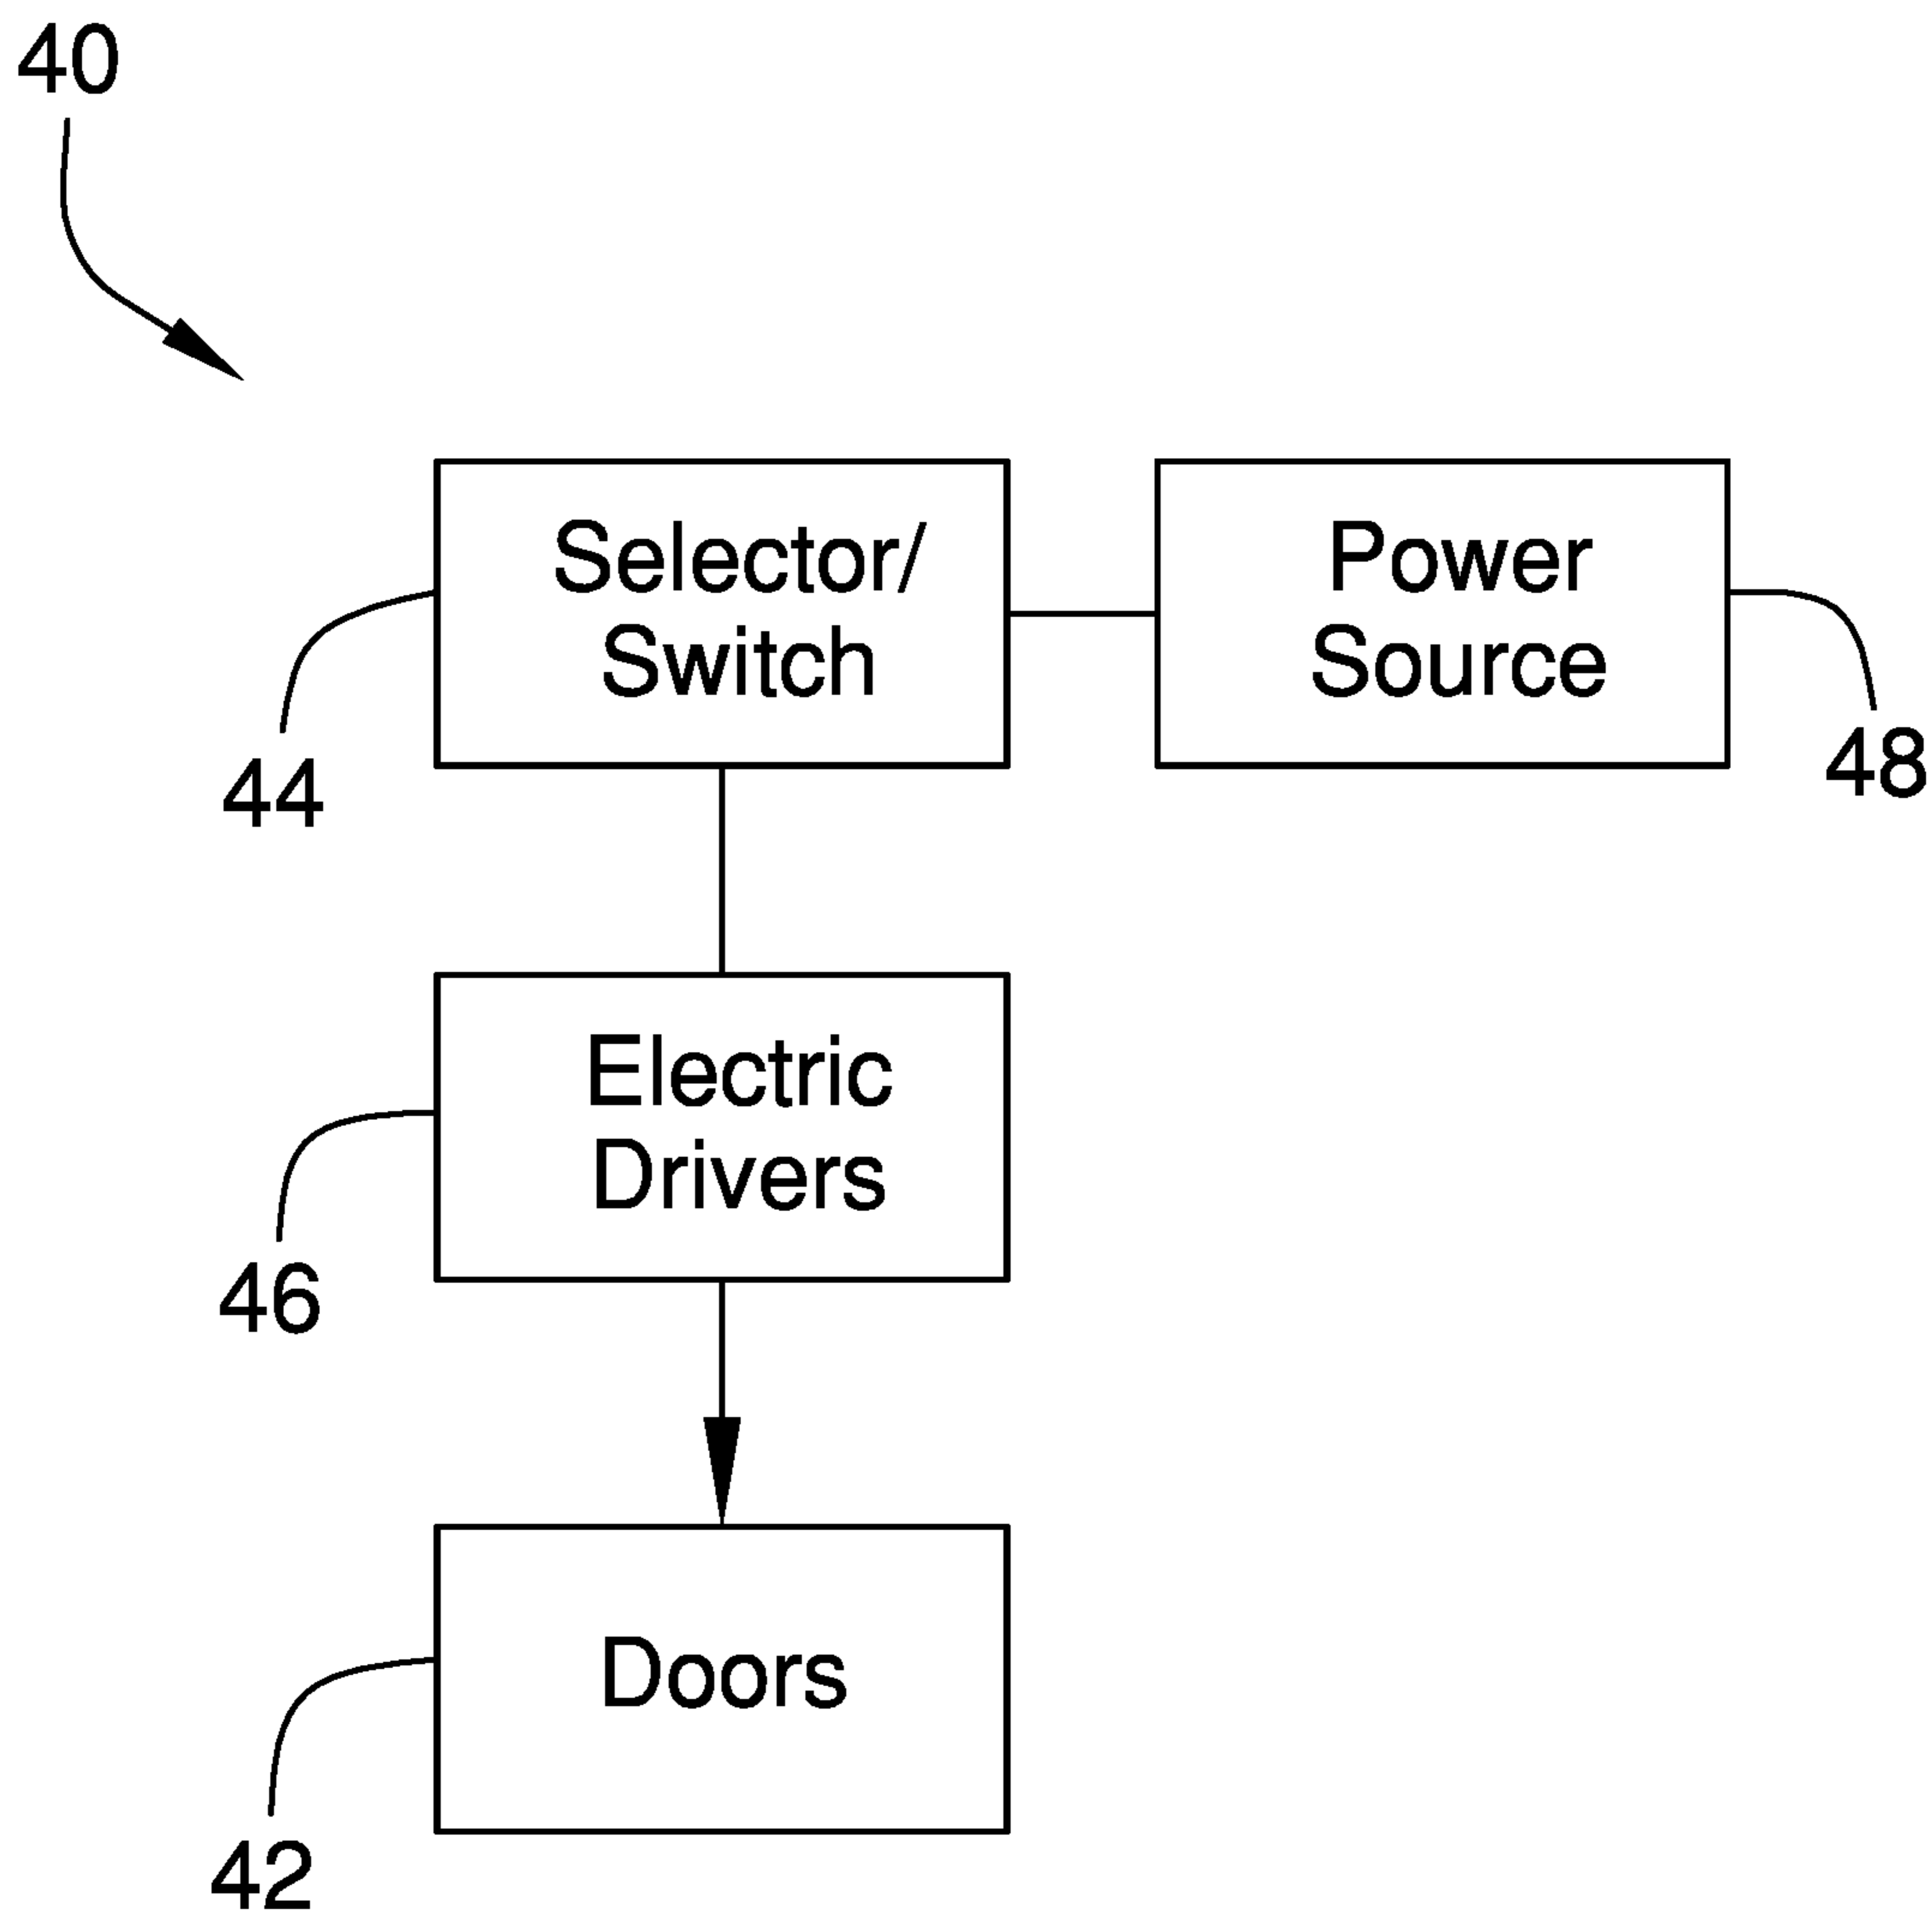 40
Selector/
Switch
Power
Source
44
48
Electric
Drivers
46
Doors
42